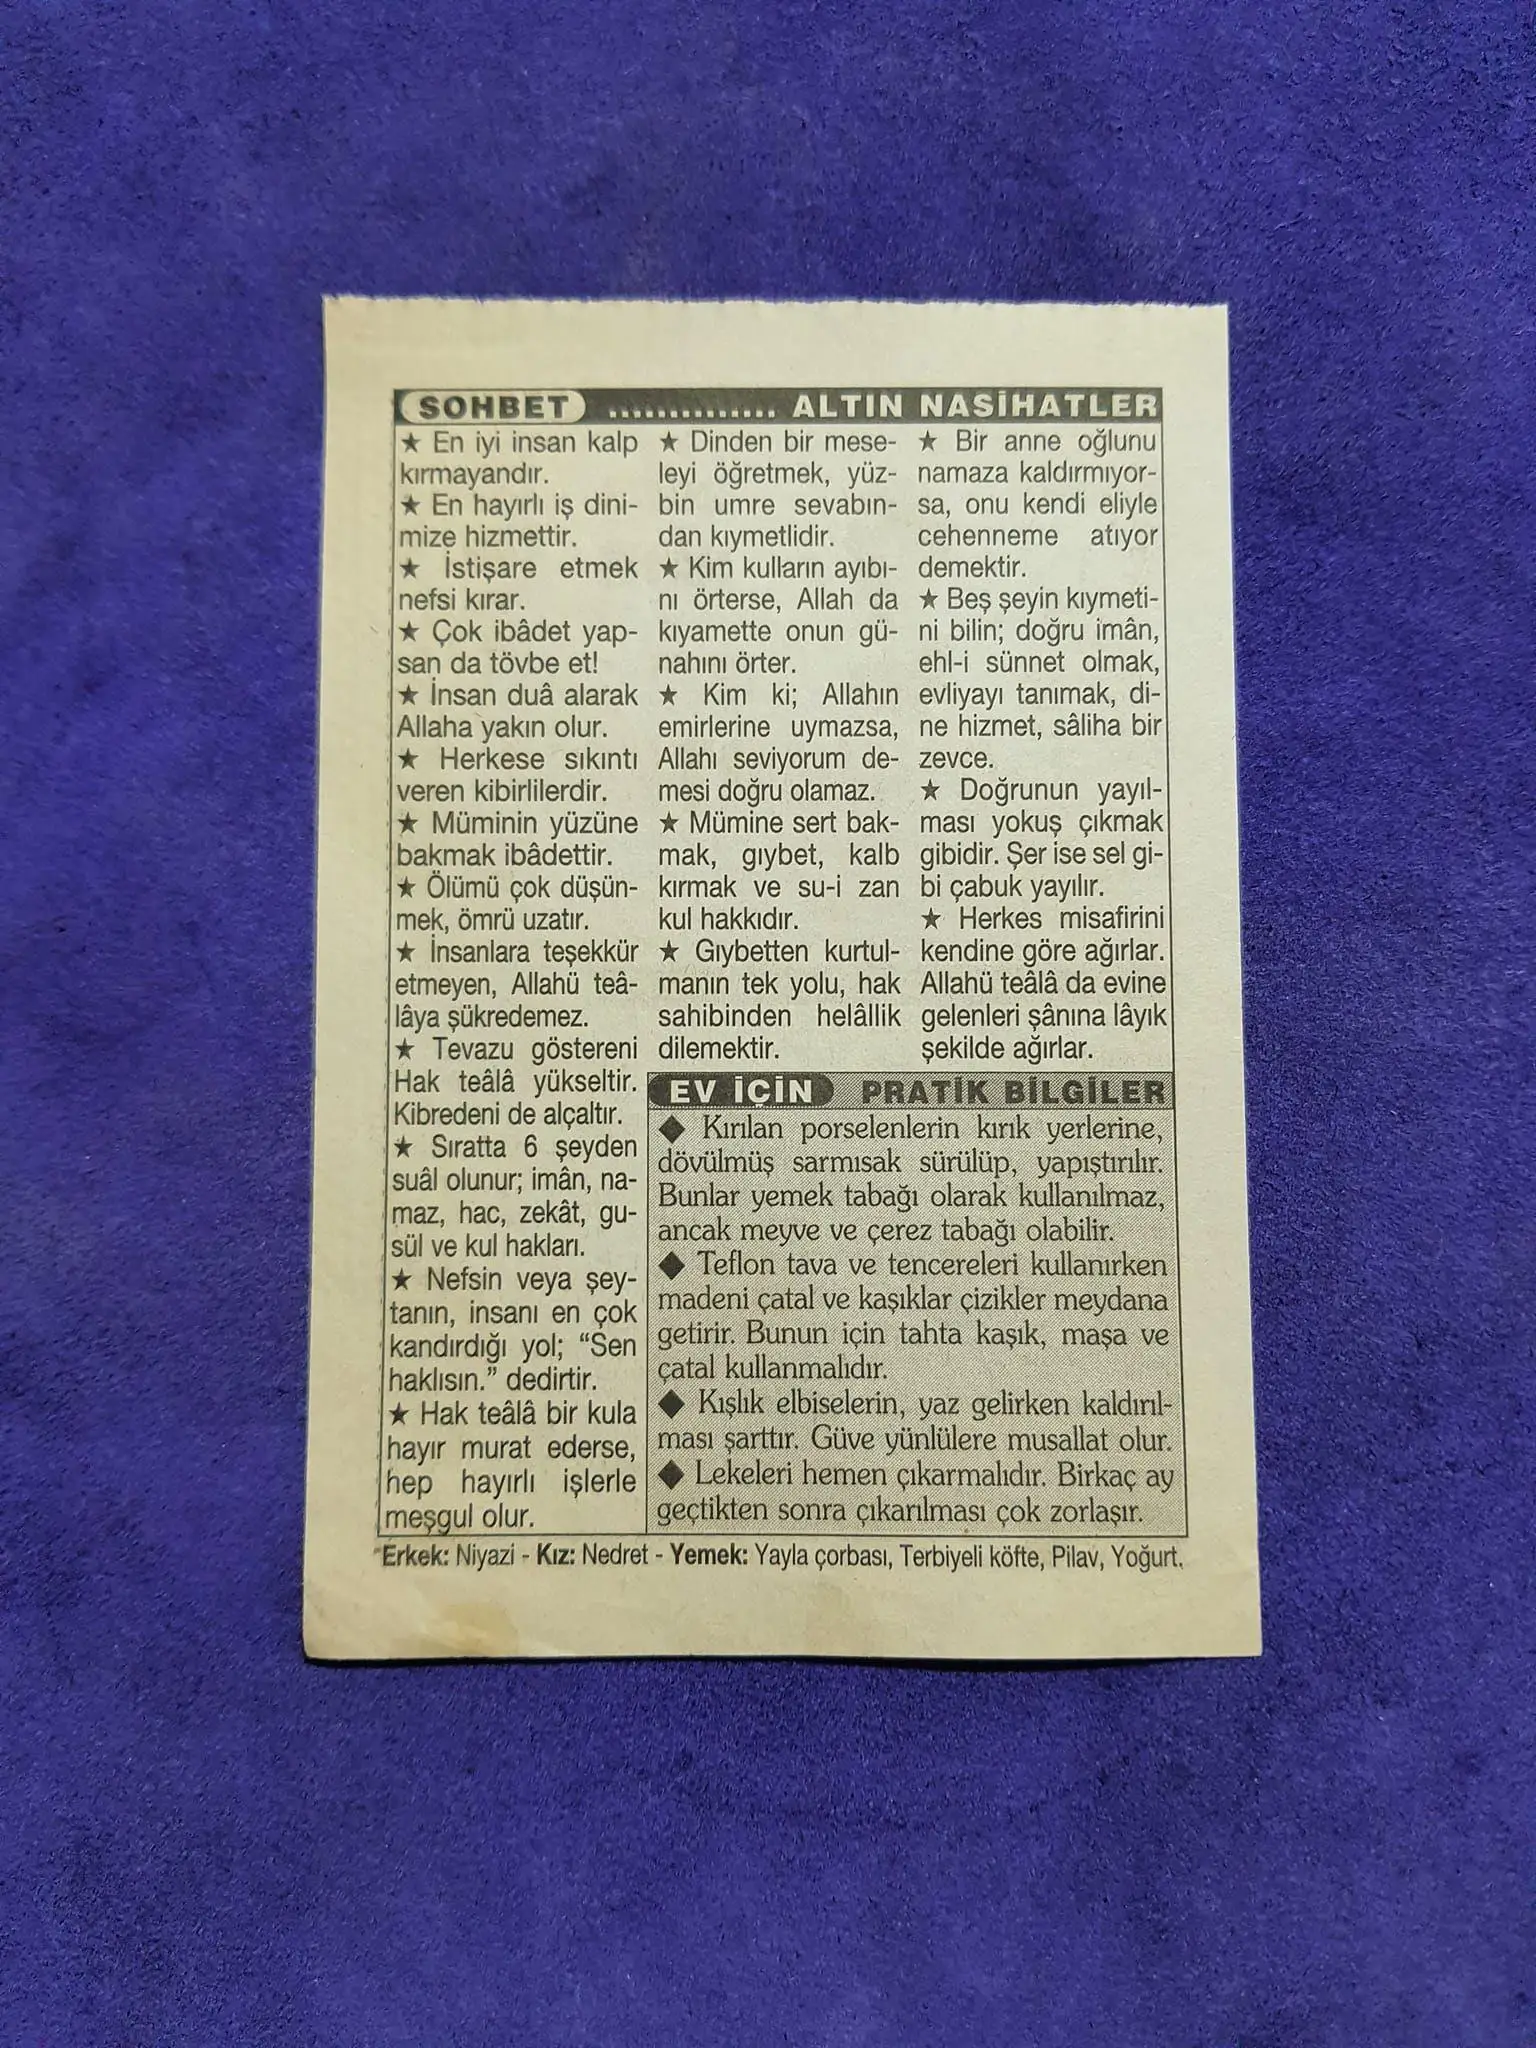 SOHBET .............. ALTIN NASİHATLER
★ En iyi insan kalp
kırmayandır.
★ En hayırlı iş dini-
mize hizmettir.
★ İstişare etmek
nefsi kırar.
★ Çok ibâdet yap-
san da tövbe et!
★ İnsan duâ alarak
Allaha yakın olur.
★ Herkese sıkıntı
veren kibirlilerdir.
★ Müminin yüzüne
bakmak ibâdettir.
★ Ölümü çok düşün-
mek, ömrü uzatır.
★ İnsanlara teşekkür
etmeyen, Allahü teâ-
lâya şükredemez.
★ Tevazu göstereni
Hak teâlâ yükseltir.
Kibredeni de alçaltır.
★ Sıratta 6 şeyden
suâl olunur; imân, na-
maz, hac, zekât, gu-
sül ve kul hakları.
★ Nefsin veya şey-
tanın, insanı en çok
kandırdığı yol; “Sen
haklısın.” dedirtir.
★ Hak teâlâ bir kula
hayır murat ederse,
hep hayırlı işlerle
meşgul olur.
★ Dinden bir mese-
leyi öğretmek, yüz-
bin umre sevabın-
dan kıymetlidir.
★ Kim kulların ayıbı-
nı örterse, Allah da
kıyamette onun gü-
nahını örter.
★ Kim ki; Allahın
emirlerine uymazsa,
Allahı seviyorum de-
mesi doğru olamaz.
★ Mümine sert bak-
mak, gıybet, kalb
kırmak ve su-i zan
kul hakkıdır.
★ Gıybetten kurtul-
manın tek yolu, hak
sahibinden helâllik
dilemektir.
★ Bir anne oğlunu
namaza kaldırmıyor-
sa, onu kendi eliyle
cehenneme atıyor
demektir.
★ Beş şeyin kıymeti-
ni bilin; doğru imân,
ehl-i sünnet olmak,
evliyayı tanımak, di-
ne hizmet, sâliha bir
zevce.
★ Doğrunun yayıl-
ması yokuş çıkmak
gibidir. Şer ise sel gi-
bi çabuk yayılır.
★ Herkes misafirini
kendine göre ağırlar.
Allahü teâlâ da evine
gelenleri şânına lâyık
şekilde ağırlar.
EV İÇİN PRATİK BİLGİLER
◆ Kırılan porselenlerin kırık yerlerine,
dövülmüş sarmısak sürülüp, yapıştırılır.
Bunlar yemek tabağı olarak kullanılmaz,
ancak meyve ve çerez tabağı olabilir.
◆ Teflon tava ve tencereleri kullanırken
madeni çatal ve kaşıklar çizikler meydana
getirir. Bunun için tahta kaşık, maşa ve
çatal kullanmalıdır.
◆ Kışlık elbiselerin, yaz gelirken kaldırıl-
ması şarttır. Güve yünlülere musallat olur.
◆ Lekeleri hemen çıkarmalıdır. Birkaç ay
geçtikten sonra çıkarılması çok zorlaşır.
Erkek: Niyazi - Kız: Nedret - Yemek: Yayla çorbası, Terbiyeli köfte, Pilav, Yoğurt.